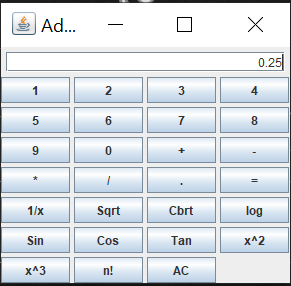 Ad...
0.25
1 2 3 4
5 6 7 8
9 0 + -
* / . =
1/x Sqrt Cbrt log
Sin Cos Tan x^2
x^3 n! AC